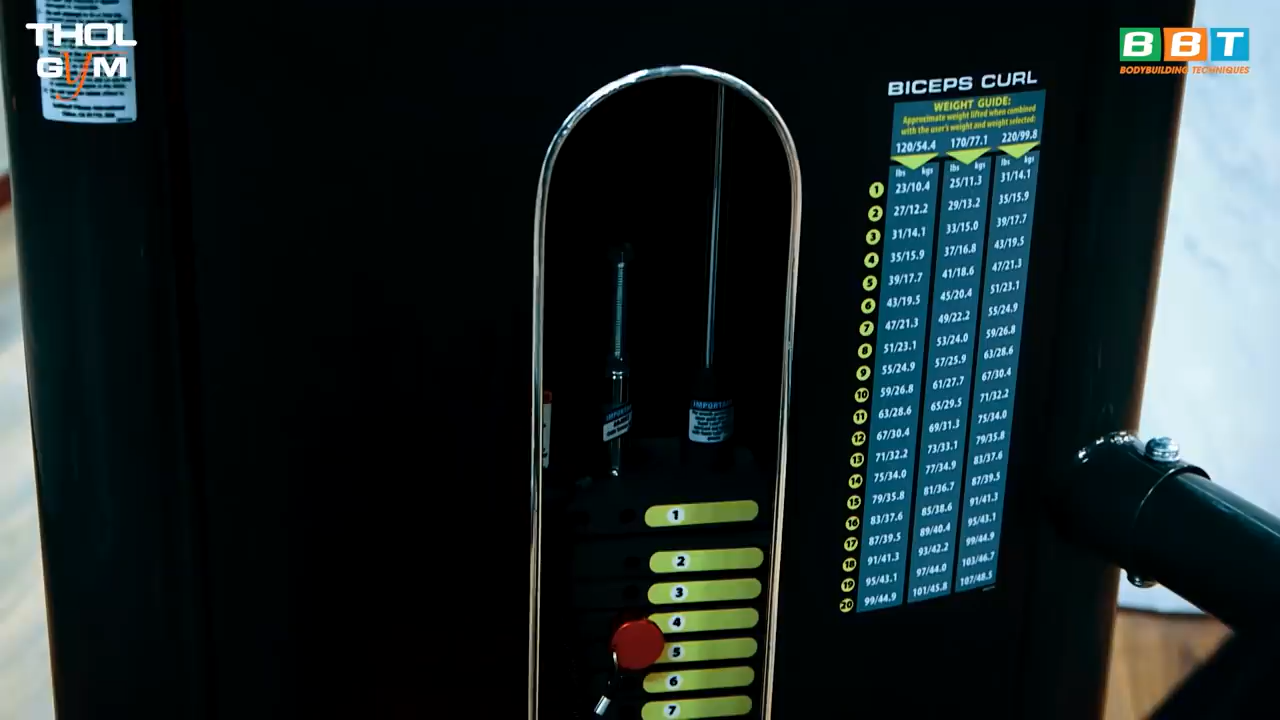 THOL
GYM
BBT
BODYBUILDING TECHNIQUES
BICEPS CURL
WEIGHT GUIDE:
Approximate weight lifted when combined
with the user's weight and weight selected:
120/54.4 170/77.1 220/99.8
lbs kgs lbs kgs lbs kgs
1 23/10.4 25/11.3 31/14.1
2 27/12.2 29/13.2 35/15.9
3 31/14.1 33/15.0 39/17.7
4 35/15.9 37/16.8 43/19.5
5 39/17.7 41/18.6 47/21.3
6 43/19.5 45/20.4 51/23.1
7 47/21.3 49/22.2 55/24.9
8 51/23.1 53/24.0 59/26.8
9 55/24.9 57/25.9 63/28.6
10 59/26.8 61/27.7 67/30.4
11 63/28.6 65/29.5 71/32.2
12 67/30.4 69/31.3 75/34.0
13 71/32.2 73/33.1 79/35.8
14 75/34.0 77/34.9 83/37.6
15 79/35.8 81/36.7 87/39.5
16 83/37.6 85/38.6 91/41.3
17 87/39.5 89/40.4 95/43.1
18 91/41.3 93/42.2 99/44.9
19 95/43.1 97/44.0 103/46.7
20 99/44.9 101/45.8 107/48.5
IMPORTANT
1
2
3
4
5
6
7